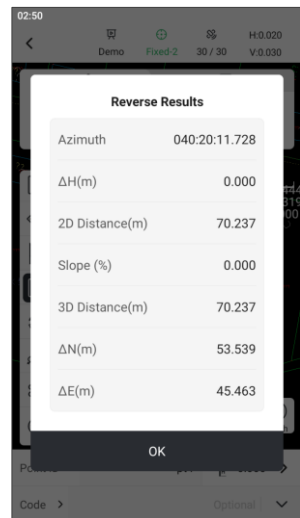 02:50
Demo
Fixed-2
30 / 30
H:0.020
V:0.030
Reverse Results
Azimuth 040:20:11.728
ΔH(m) 0.000
2D Distance(m) 70.237
Slope (%) 0.000
3D Distance(m) 70.237
ΔN(m) 53.539
ΔE(m) 45.463
OK
Code > Optional